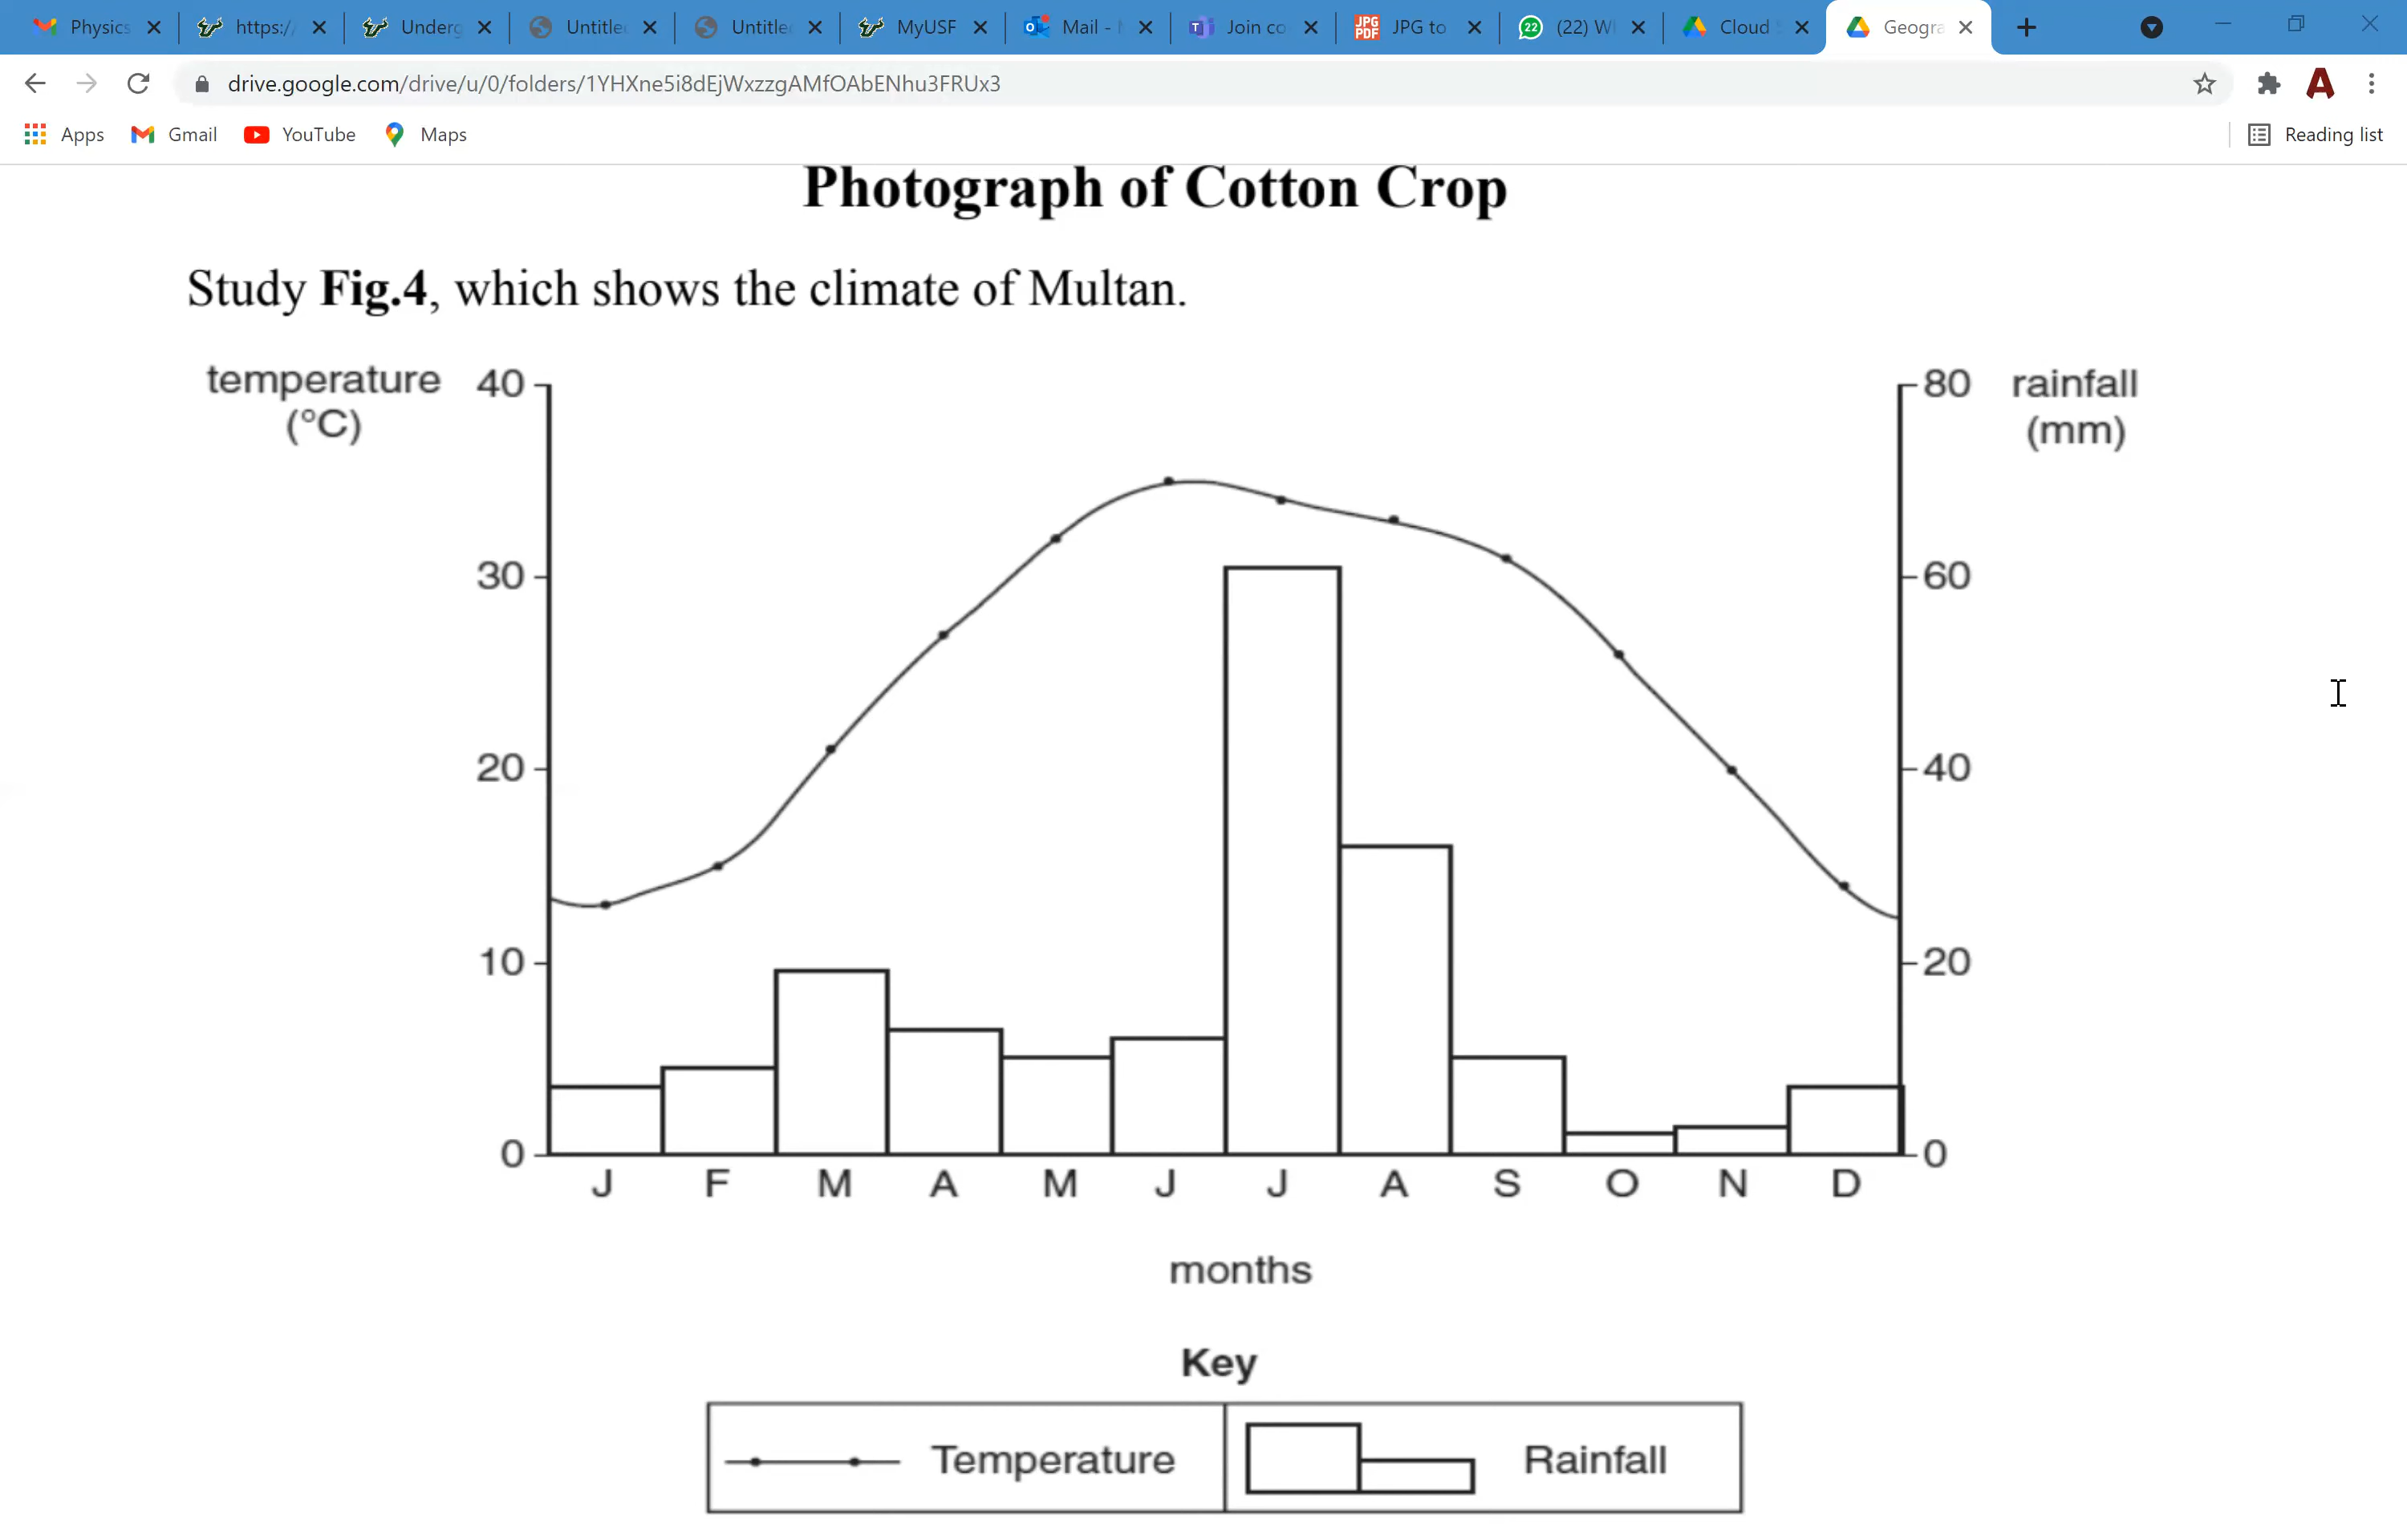 Physics https:/ Underg Untitle Untitle MyUSF Mail - Join co JPG to (22) W Cloud Geogra
drive.google.com/drive/u/0/folders/1YHXne5i8dEjWxzzgAMfOAbENhu3FRUx3
Apps Gmail YouTube Maps Reading list
Photograph of Cotton Crop
Study Fig.4, which shows the climate of Multan.
temperature 40 80 rainfall
(°C) (mm)
30 60
20 40
10 20
0 0
J F M A M J J A S O N D
months
Key
Temperature Rainfall